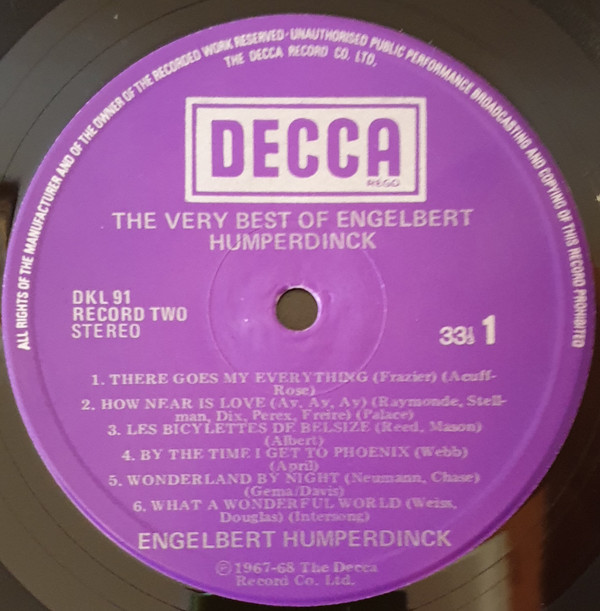 ALL RIGHTS OF THE MANUFACTURER AND OF THE OWNER OF THE RECORDED WORK RESERVED · UNAUTHORISED PUBLIC PERFORMANCE BROADCASTING AND COPYING OF THIS RECORD PROHIBITED
THE DECCA RECORD CO. LTD.
DECCA
REGD
THE VERY BEST OF ENGELBERT
HUMPERDINCK
DKL 91
RECORD TWO
STEREO
33⅓ 1
1. THERE GOES MY EVERYTHING (Frazier) (Acuff-
Rose)
2. HOW NEAR IS LOVE (Ay, Ay, Ay) (Raymonde, Stell-
man, Dix, Perex, Freire) (Palace)
3. LES BICYLETTES DE BELSIZE (Reed, Mason)
(Albert)
4. BY THE TIME I GET TO PHOENIX (Webb)
(April)
5. WONDERLAND BY NIGHT (Neumann, Chase)
(Gema/Davis)
6. WHAT A WONDERFUL WORLD (Weiss,
Douglas) (Intersong)
ENGELBERT HUMPERDINCK
Ⓟ 1967-68 The Decca
Record Co. Ltd.